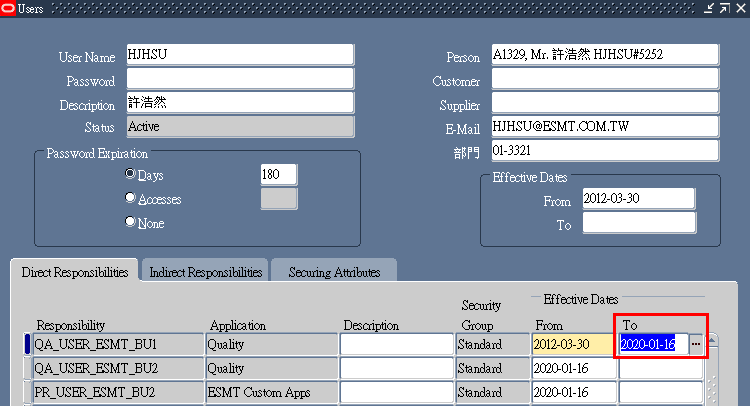 Users
User Name HJHSU
Password
Description 許浩然
Status Active
Person A1329, Mr. 許浩然 HJHSU#5252
Customer
Supplier
E-Mail HJHSU@ESMT.COM.TW
部門 01-3321
Password Expiration
Days 180
Accesses
None
Effective Dates
From 2012-03-30
To
Direct Responsibilities Indirect Responsibilities Securing Attributes
Security Effective Dates
Responsibility Application Description Group From To
QA_USER_ESMT_BU1 Quality Standard 2012-03-30 2020-01-16 ...
QA_USER_ESMT_BU2 Quality Standard 2020-01-16
PR_USER_ESMT_BU2 ESMT Custom Apps Standard 2020-01-16